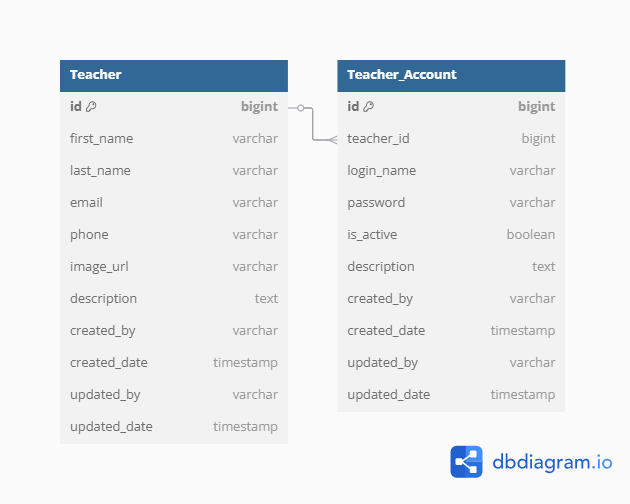 Teacher
id bigint
first_name varchar
last_name varchar
email varchar
phone varchar
image_url varchar
description text
created_by varchar
created_date timestamp
updated_by varchar
updated_date timestamp
Teacher_Account
id bigint
teacher_id bigint
login_name varchar
password varchar
is_active boolean
description text
created_by varchar
created_date timestamp
updated_by varchar
updated_date timestamp
dbdiagram.io